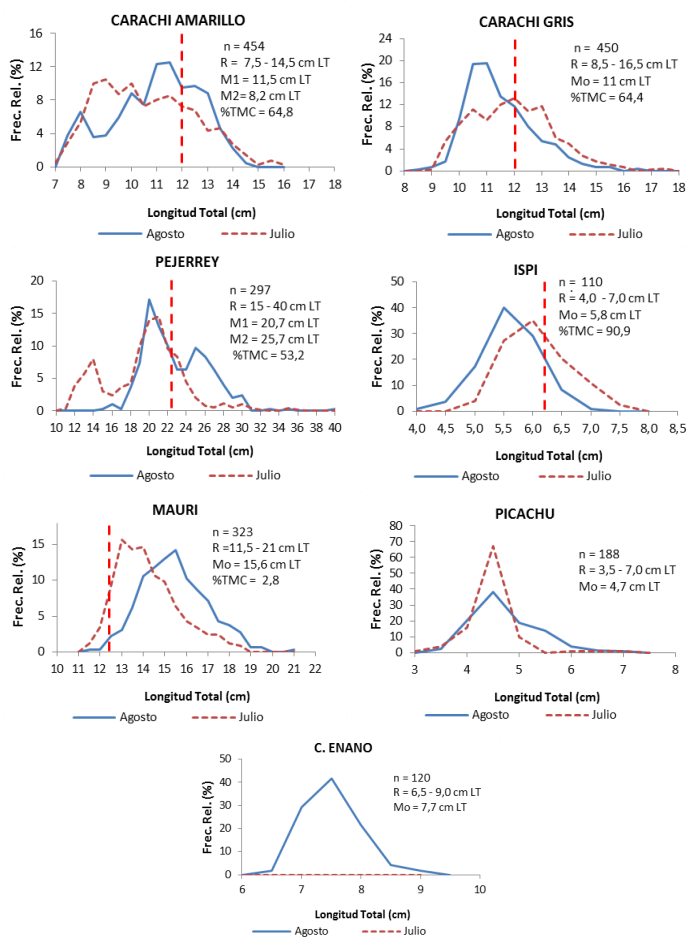 CARACHI AMARILLO
Frec. Rel. (%)
16
12
8
4
0
n = 454
R = 7,5 - 14,5 cm LT
M1 = 11,5 cm LT
M2= 8,2 cm LT
%TMC = 64,8
7 8 9 10 11 12 13 14 15 16 17 18
Longitud Total (cm)
Agosto Julio
CARACHI GRIS
Frec. Rel. (%)
25
20
15
10
5
0
n = 450
R = 8,5 - 16,5 cm LT
Mo = 11 cm LT
%TMC = 64,4
8 9 10 11 12 13 14 15 16 17 18
Longitud Total (cm)
Agosto Julio
PEJERREY
Frec. Rel. (%)
20
15
10
5
0
n = 297
R = 15 - 40 cm LT
M1 = 20,7 cm LT
M2 = 25,7 cm LT
%TMC = 53,2
10 12 14 16 18 20 22 24 26 28 30 32 34 36 38 40
Longitud Total (cm)
Agosto Julio
ISPI
Frec. Rel. (%)
50
40
30
20
10
0
n = 110
R = 4,0 - 7,0 cm LT
Mo = 5,8 cm LT
%TMC = 90,9
4,0 4,5 5,0 5,5 6,0 6,5 7,0 7,5 8,0 8,5
Longitud Total (cm)
Agosto Julio
MAURI
Frec. Rel. (%)
15
10
5
0
n = 323
R =11,5 - 21 cm LT
Mo = 15,6 cm LT
%TMC = 2,8
10 11 12 13 14 15 16 17 18 19 20 21 22
Longitud Total (cm)
Agosto Julio
PICACHU
Frec. Rel. (%)
80
70
60
50
40
30
20
10
0
n = 188
R = 3,5 - 7,0 cm LT
Mo = 4,7 cm LT
3 4 5 6 7 8
Longitud Total (cm)
Agosto Julio
C. ENANO
Frec. Rel. (%)
50
40
30
20
10
0
n = 120
R = 6,5 - 9,0 cm LT
Mo = 7,7 cm LT
6 7 8 9 10
Longitud Total (cm)
Agosto Julio